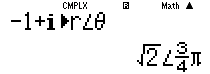 CMPLX R Math ▲
-1+i▶r∠θ
√2∠3/4π